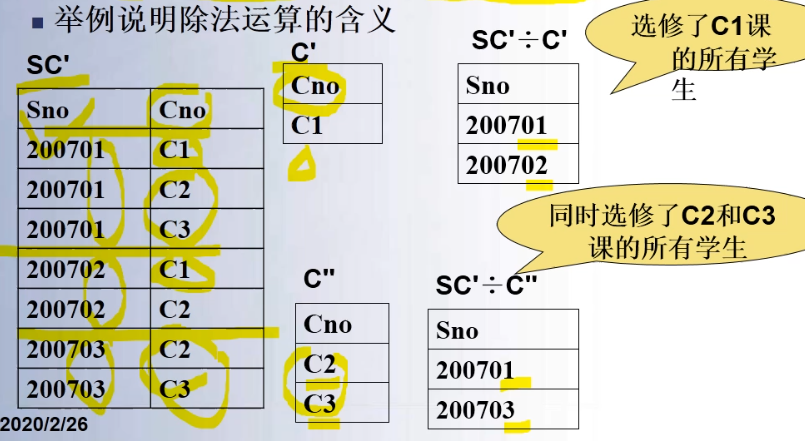 举例说明除法运算的含义
SC'
Sno Cno
200701 C1
200701 C2
200701 C3
200702 C1
200702 C2
200703 C2
200703 C3
C'
Cno
C1
SC'÷C'
Sno
200701
200702
选修了C1课
的所有学
生
C"
Cno
C2
C3
SC'÷C"
Sno
200701
200703
同时选修了C2和C3
课的所有学生
2020/2/26